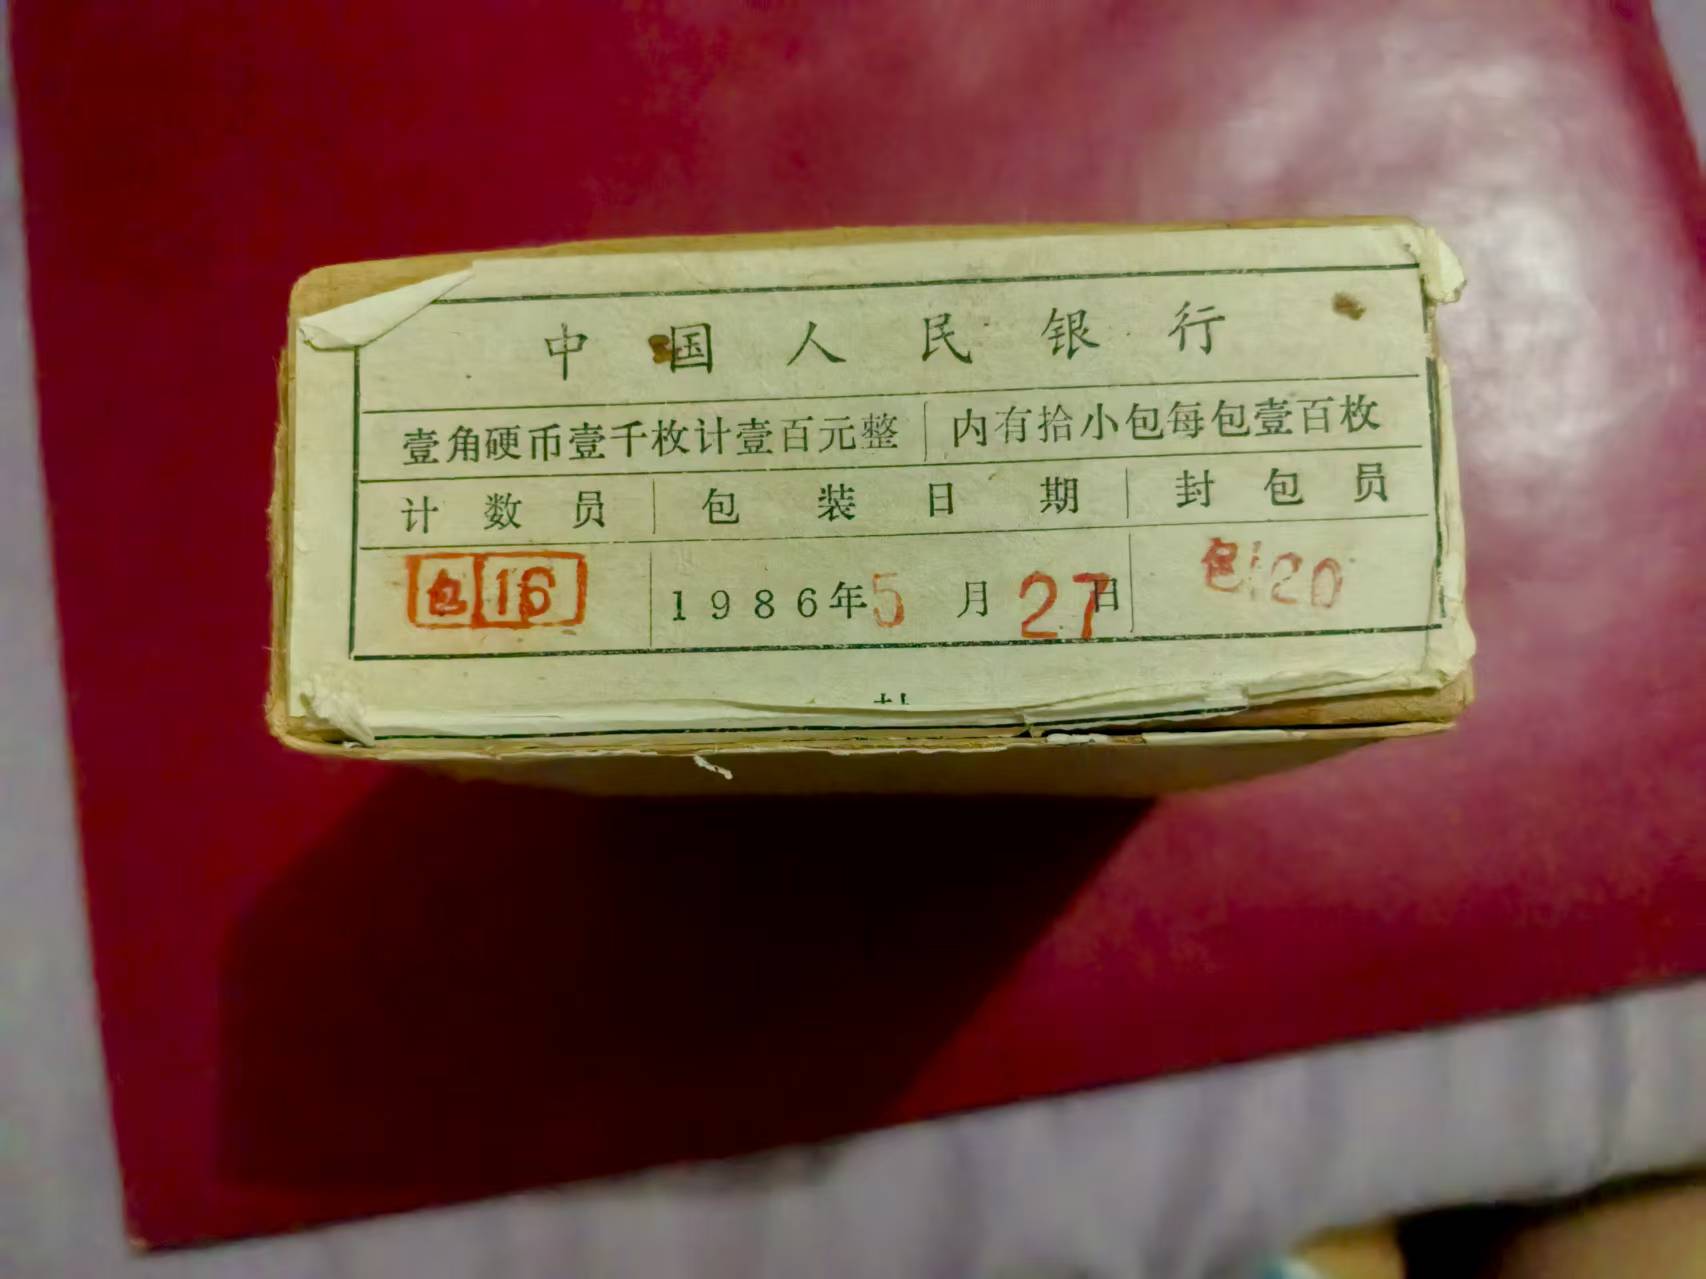 中国人民银行
壹角硬币壹千枚计壹百元整 内有拾小包每包壹百枚
计数员 包装日期 封包员
包 16 1986年5月27日 包120